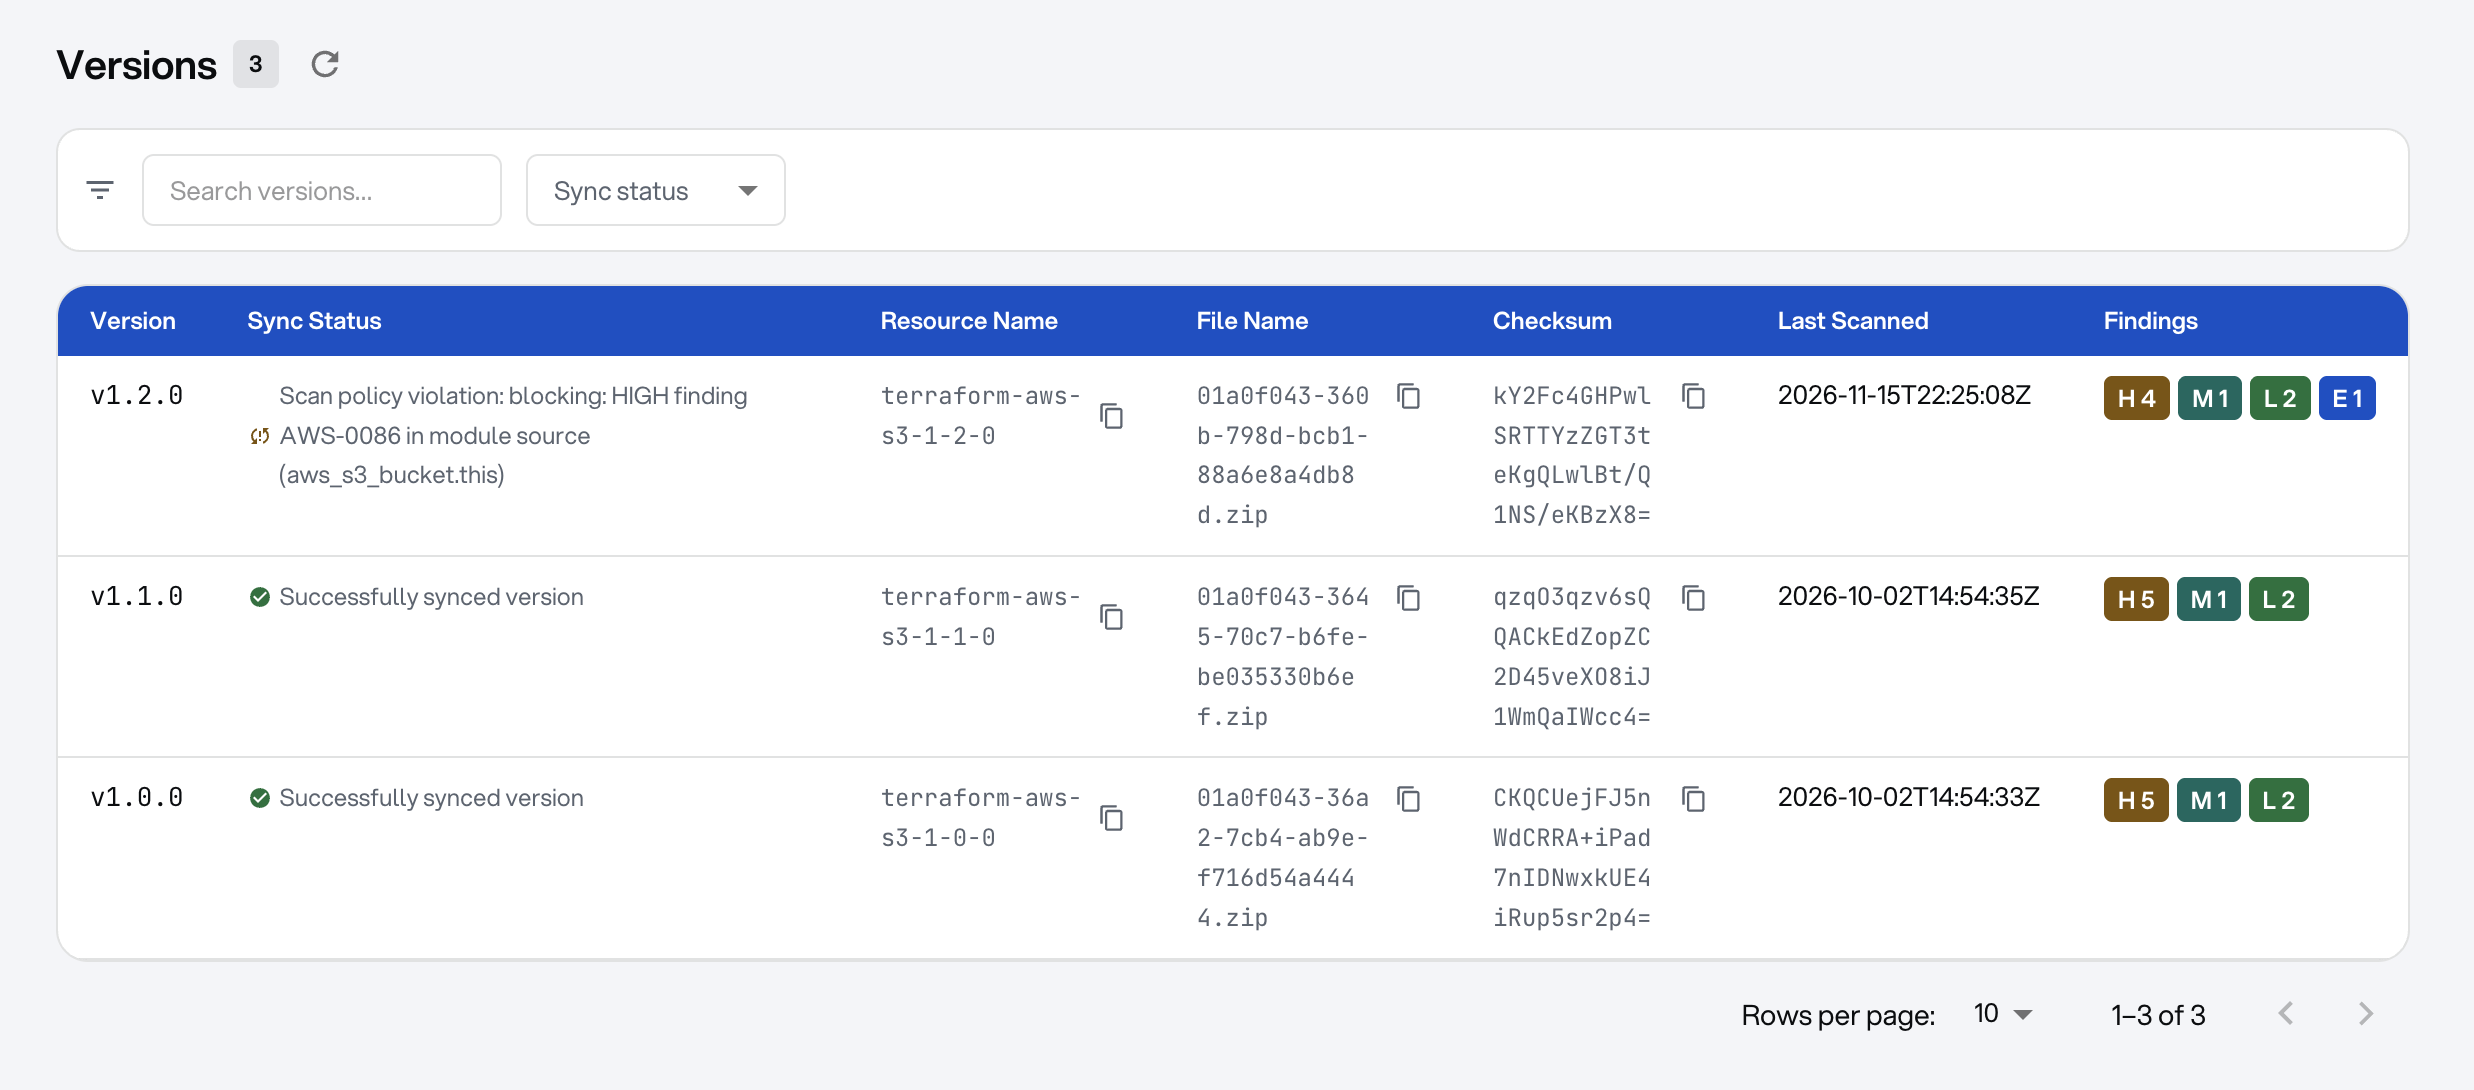 Versions 3
Search versions...
Sync status
Version Sync Status Resource Name File Name Checksum Last Scanned Findings
v1.2.0 Scan policy violation: blocking: HIGH finding terraform-aws- 01a0f043-360 kY2Fc4GHPwl 2026-11-15T22:25:08Z H 4 M 1 L 2 E 1
AWS-0086 in module source s3-1-2-0 b-798d-bcb1- SRTTYzZGT3t
(aws_s3_bucket.this) 88a6e8a4db8 eKgQLwlBt/Q
d.zip 1NS/eKBzX8=
v1.1.0 Successfully synced version terraform-aws- 01a0f043-364 qzqO3qzv6sQ 2026-10-02T14:54:35Z H 5 M 1 L 2
s3-1-1-0 5-70c7-b6fe- QACkEdZopZC
be035330b6e 2D45veXO8iJ
f.zip 1WmQaIWcc4=
v1.0.0 Successfully synced version terraform-aws- 01a0f043-36a CKQCUejFJ5n 2026-10-02T14:54:33Z H 5 M 1 L 2
s3-1-0-0 2-7cb4-ab9e- WdCRRA+iPad
f716d54a444 7nIDNwxkUE4
4.zip iRup5sr2p4=
Rows per page: 10 1–3 of 3